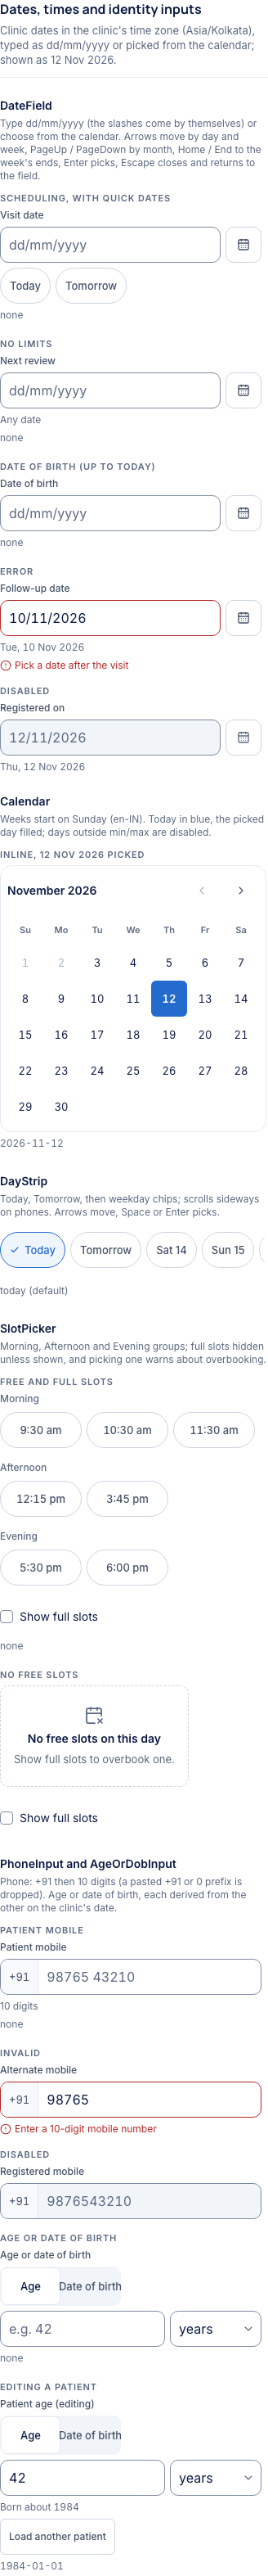 Dates, times and identity inputs
Clinic dates in the clinic's time zone (Asia/Kolkata),
typed as dd/mm/yyyy or picked from the calendar;
shown as 12 Nov 2026.
DateField
Type dd/mm/yyyy (the slashes come by themselves) or
choose from the calendar. Arrows move by day and
week, PageUp / PageDown by month, Home / End to the
week's ends, Enter picks, Escape closes and returns to
the field.
SCHEDULING, WITH QUICK DATES
Visit date
dd/mm/yyyy
Today Tomorrow
none
NO LIMITS
Next review
dd/mm/yyyy
Any date
none
DATE OF BIRTH (UP TO TODAY)
Date of birth
dd/mm/yyyy
none
ERROR
Follow-up date
10/11/2026
Tue, 10 Nov 2026
Pick a date after the visit
DISABLED
Registered on
12/11/2026
Thu, 12 Nov 2026
Calendar
Weeks start on Sunday (en-IN). Today in blue, the picked
day filled; days outside min/max are disabled.
INLINE, 12 NOV 2026 PICKED
November 2026
Su Mo Tu We Th Fr Sa
1 2 3 4 5 6 7
8 9 10 11 12 13 14
15 16 17 18 19 20 21
22 23 24 25 26 27 28
29 30
2026-11-12
DayStrip
Today, Tomorrow, then weekday chips; scrolls sideways
on phones. Arrows move, Space or Enter picks.
Today Tomorrow Sat 14 Sun 15
today (default)
SlotPicker
Morning, Afternoon and Evening groups; full slots hidden
unless shown, and picking one warns about overbooking.
FREE AND FULL SLOTS
Morning
9:30 am 10:30 am 11:30 am
Afternoon
12:15 pm 3:45 pm
Evening
5:30 pm 6:00 pm
Show full slots
none
NO FREE SLOTS
No free slots on this day
Show full slots to overbook one.
Show full slots
PhoneInput and AgeOrDobInput
Phone: +91 then 10 digits (a pasted +91 or 0 prefix is
dropped). Age or date of birth, each derived from the
other on the clinic's date.
PATIENT MOBILE
Patient mobile
+91 98765 43210
10 digits
none
INVALID
Alternate mobile
+91 98765
Enter a 10-digit mobile number
DISABLED
Registered mobile
+91 9876543210
AGE OR DATE OF BIRTH
Age or date of birth
Age Date of birth
e.g. 42 years
none
EDITING A PATIENT
Patient age (editing)
Age Date of birth
42 years
Born about 1984
Load another patient
1984-01-01